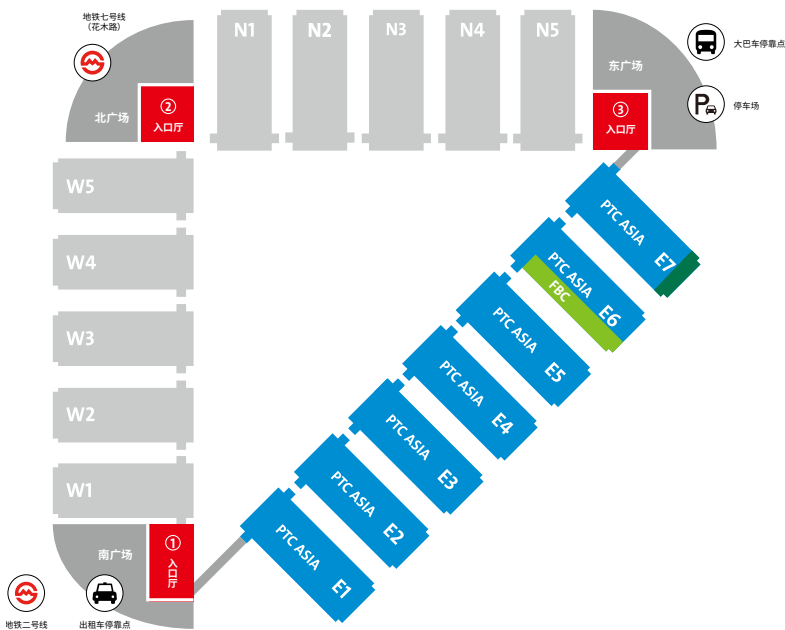 地铁七号线
（花木路）
N1
N2
N3
N4
N5
东广场
大巴车停靠点
北广场
②
入口厅
③
入口厅
P
停车场
W5
W4
W3
W2
W1
PTC ASIA
E7
PTC ASIA
FBC
E6
PTC ASIA
E5
PTC ASIA
E4
PTC ASIA
E3
PTC ASIA
E2
PTC ASIA
E1
南广场
①
入口厅
地铁二号线
出租车停靠点